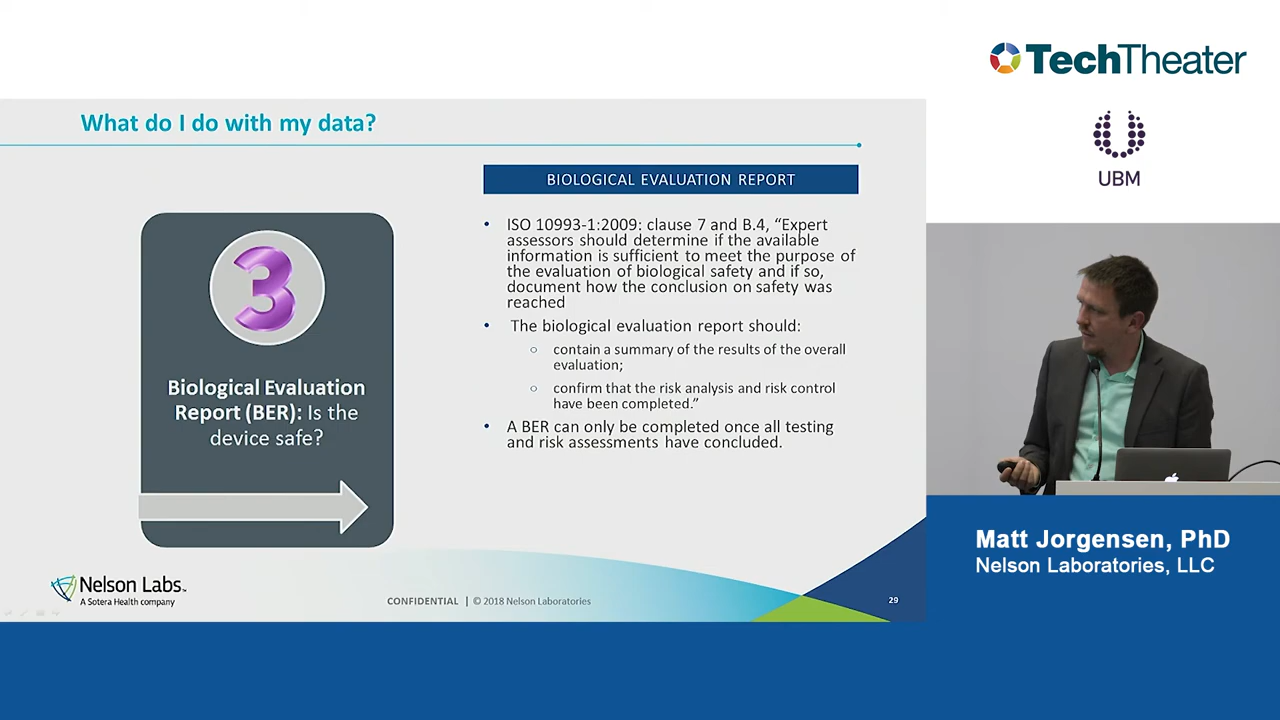 TechTheater
UBM
What do I do with my data?
3
Biological Evaluation
Report (BER): Is the
device safe?
BIOLOGICAL EVALUATION REPORT
• ISO 10993-1:2009: clause 7 and B.4, “Expert
assessors should determine if the available
information is sufficient to meet the purpose of
the evaluation of biological safety and if so,
document how the conclusion on safety was
reached
• The biological evaluation report should:
○ contain a summary of the results of the overall
evaluation;
○ confirm that the risk analysis and risk control
have been completed.”
• A BER can only be completed once all testing
and risk assessments have concluded.
Nelson Labs™
A Sotera Health company
CONFIDENTIAL | © 2018 Nelson Laboratories
29
Matt Jorgensen, PhD
Nelson Laboratories, LLC